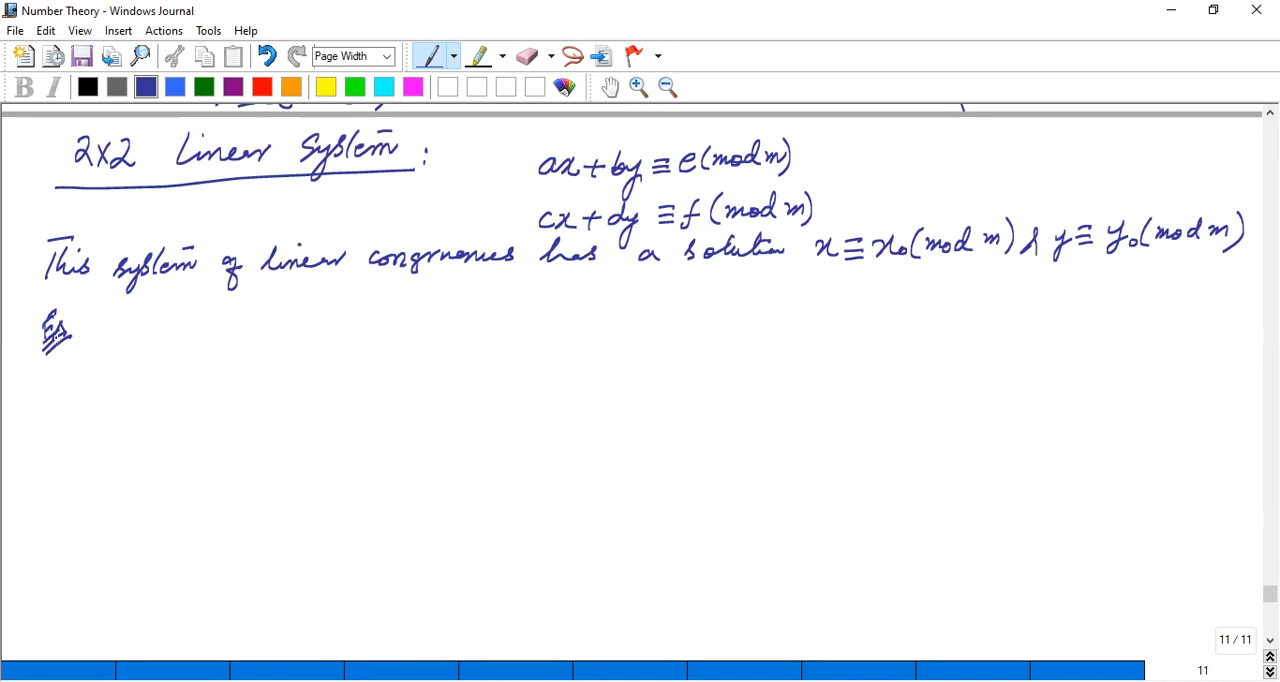 Number Theory - Windows Journal
File Edit View Insert Actions Tools Help
Page Width
B I
2x2 Linear System :
ax + by ≡ e (mod m)
cx + dy ≡ f (mod m)
This system of linear congruences has a solution x ≡ x₀ (mod m) & y ≡ y₀ (mod m)
11 / 11
11